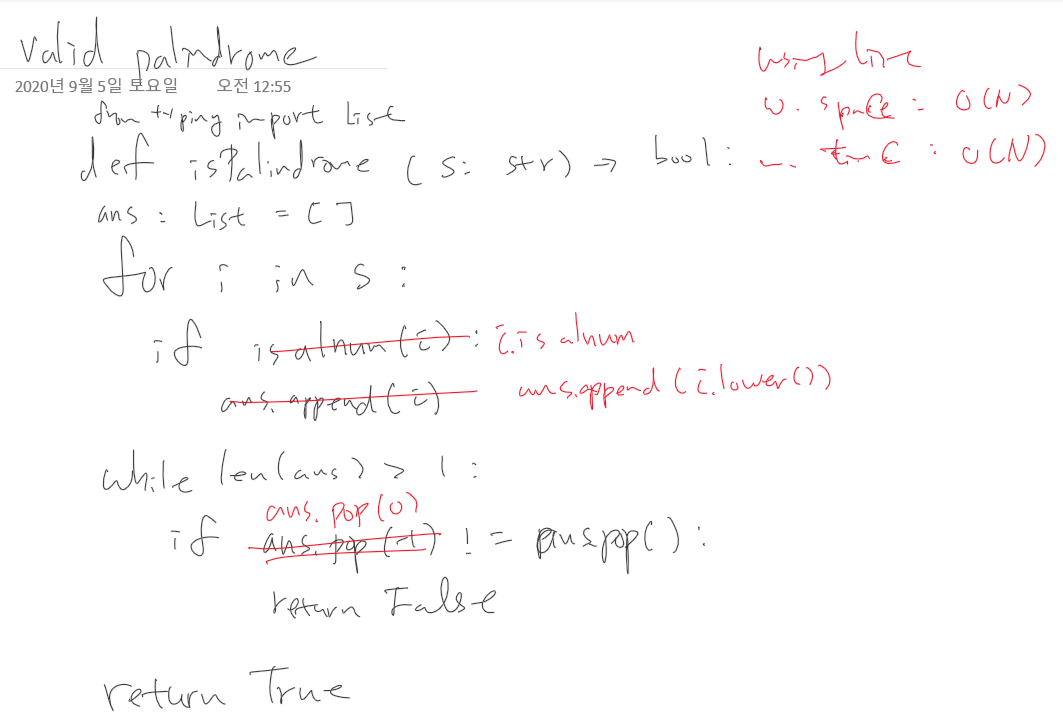 valid palindrome
2020년 9월 5일 토요일 오전 12:55
from typing import List
def isPalindrome (s: str) → bool:
ans : List = []
for i in s :
if isalnum(i) : i.isalnum
ans.append(i) ans.append(i.lower())
while len(ans) > 1 :
ans.pop(0)
if ans.pop(-1) != ans.pop() :
return False
return True
using
w. space : O(N)
w. time : O(N)